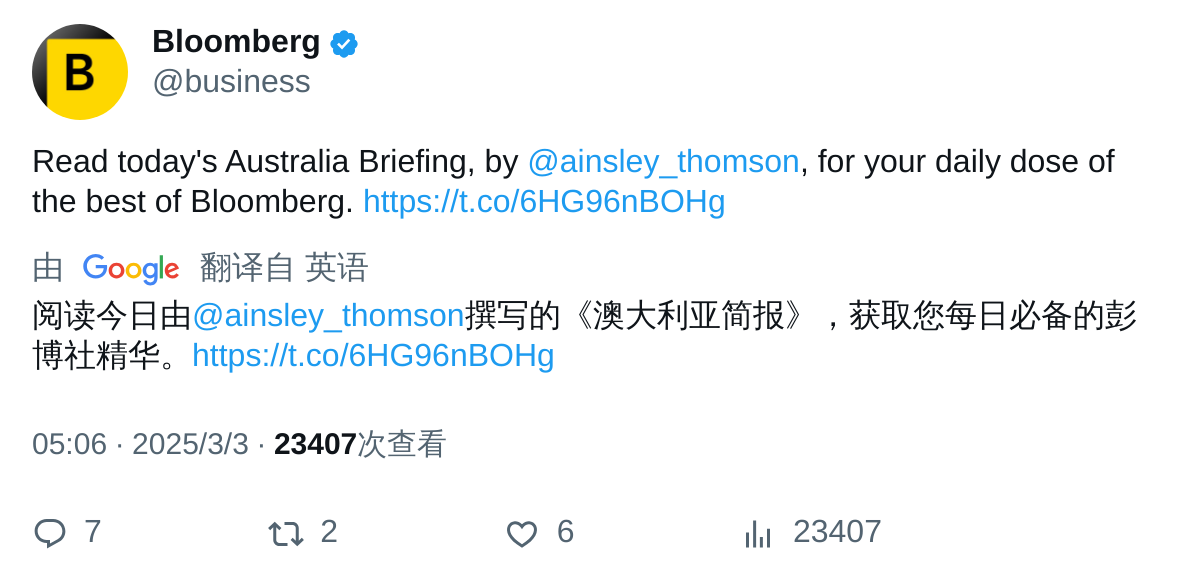 B
Bloomberg
@business
Read today's Australia Briefing, by @ainsley_thomson, for your daily dose of
the best of Bloomberg. https://t.co/6HG96nBOHg
由 Google 翻译自 英语
阅读今日由@ainsley_thomson撰写的《澳大利亚简报》，获取您每日必备的彭
博社精华。https://t.co/6HG96nBOHg
05:06 · 2025/3/3 · 23407次查看
7 2 6 23407